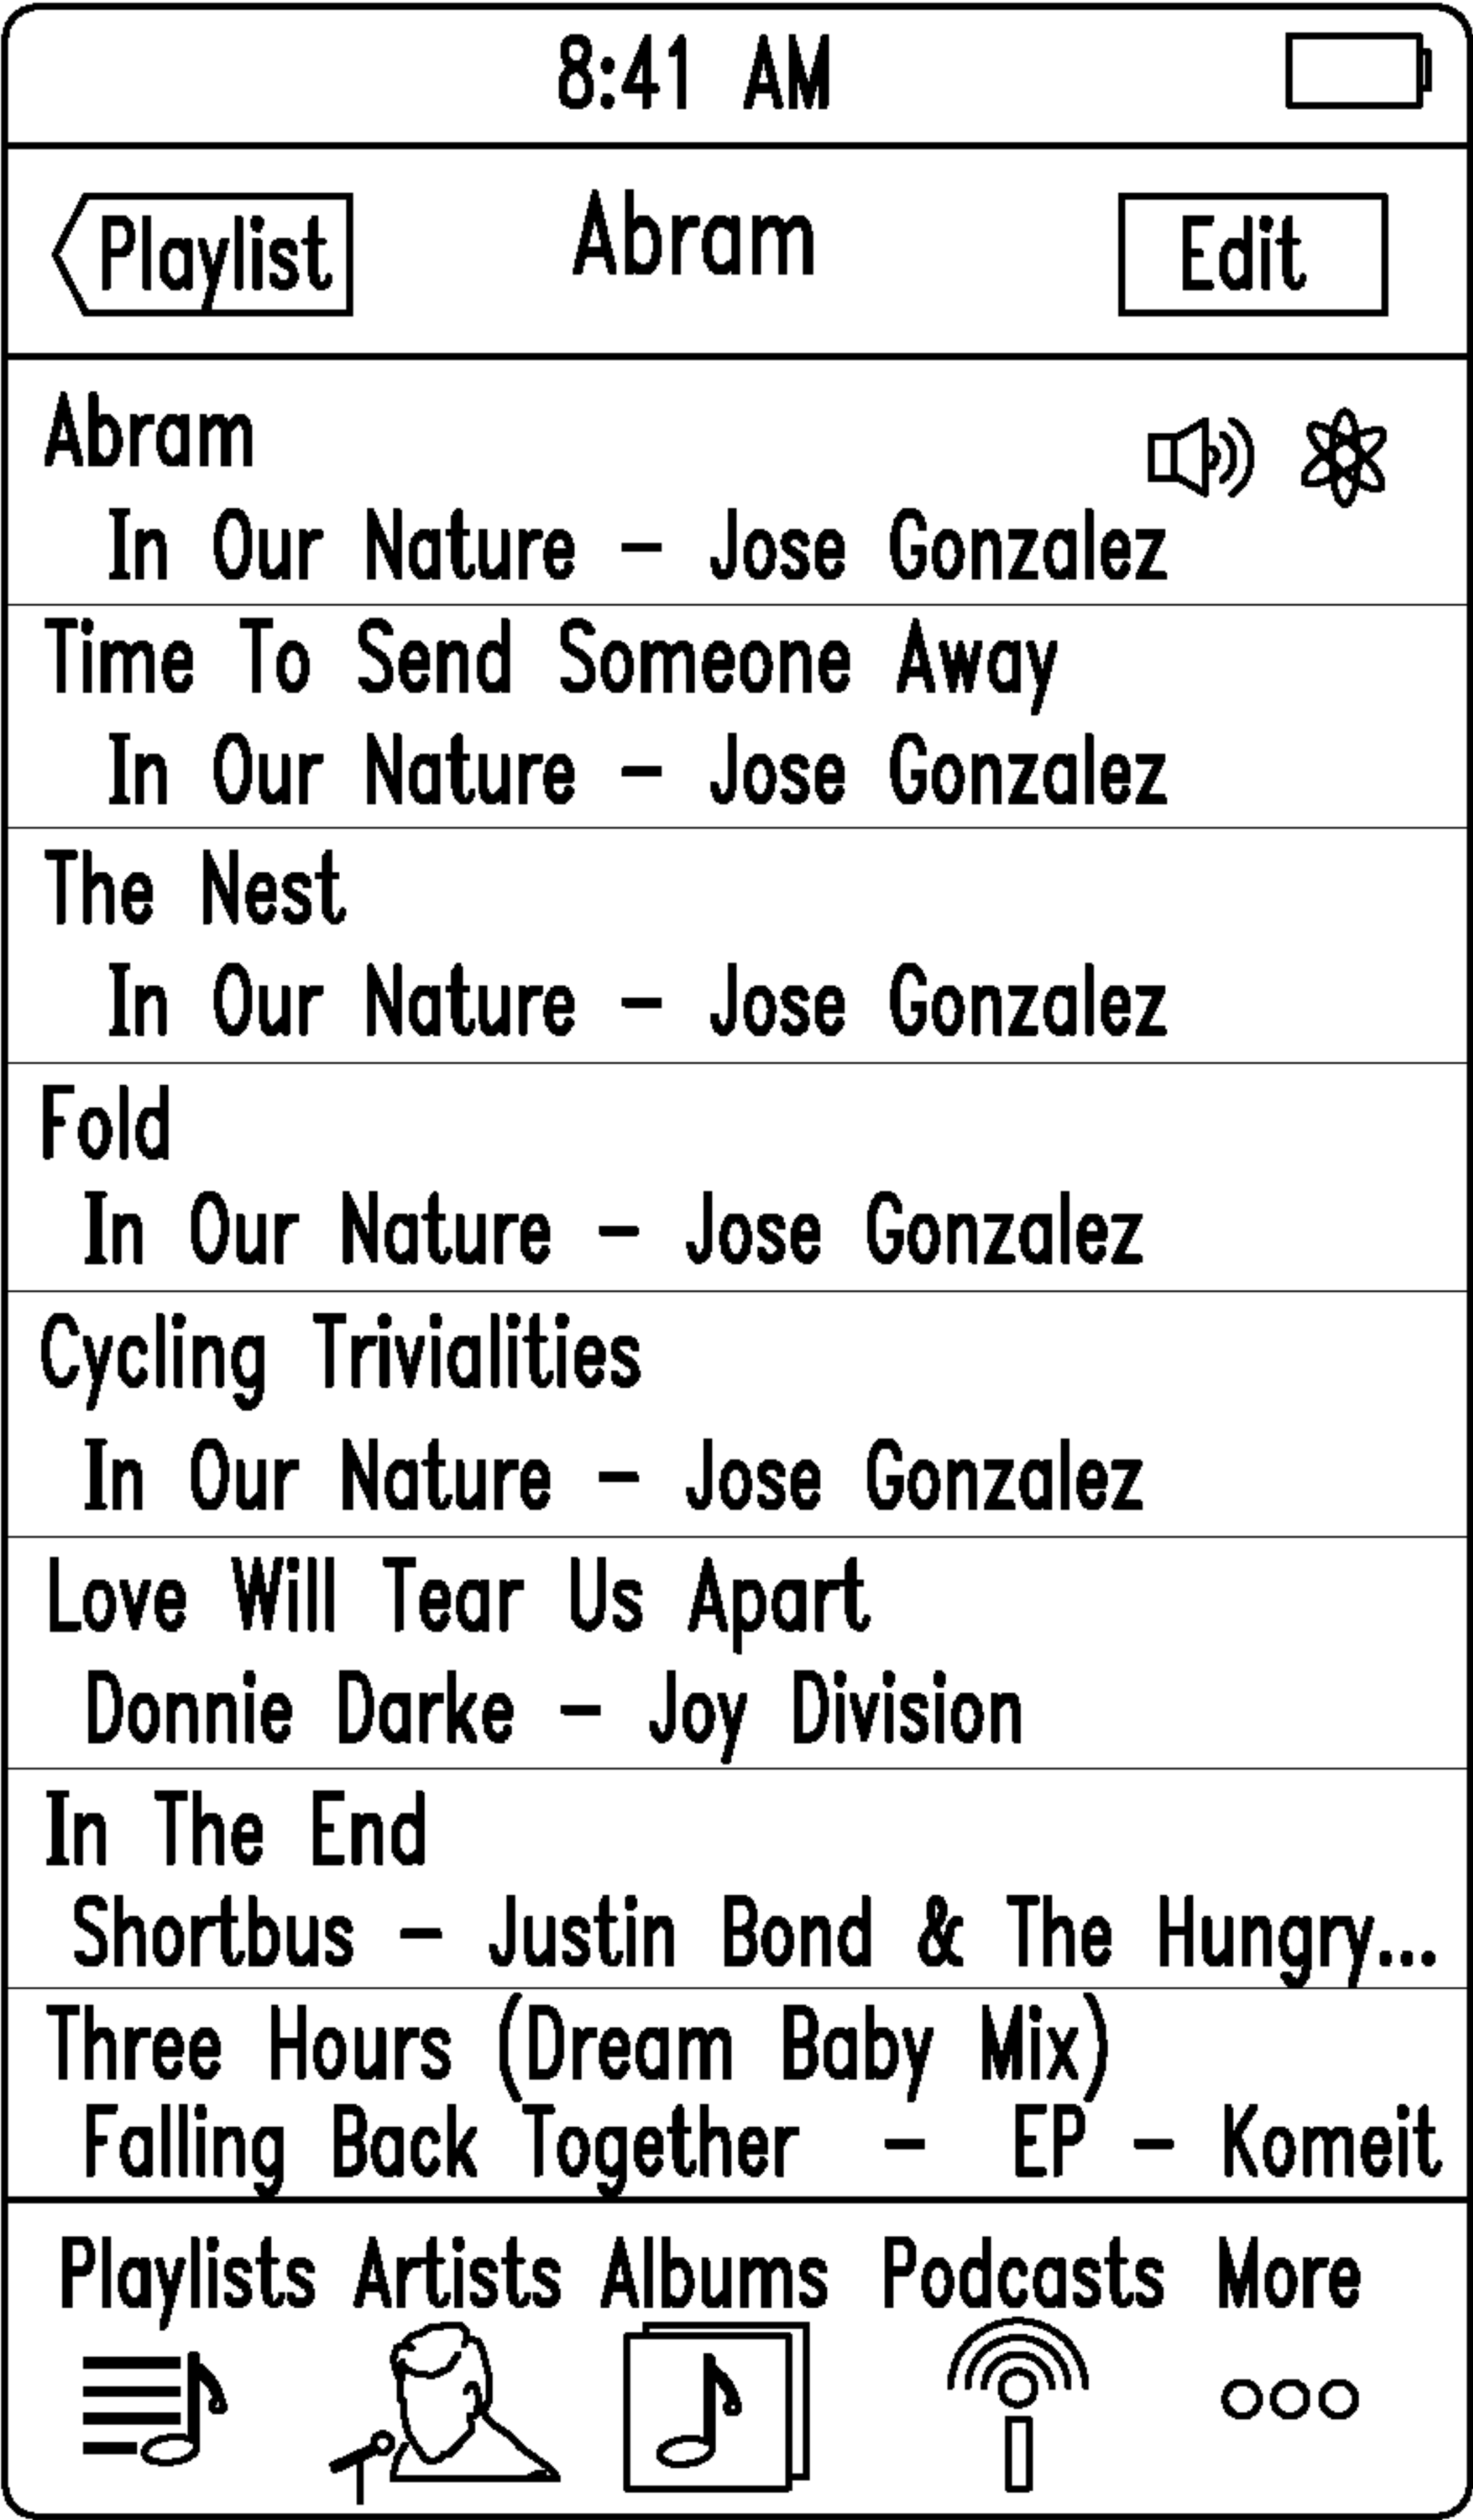 8:41 AM
Playlist Abram Edit
Abram
In Our Nature - Jose Gonzalez
Time To Send Someone Away
In Our Nature - Jose Gonzalez
The Nest
In Our Nature - Jose Gonzalez
Fold
In Our Nature - Jose Gonzalez
Cycling Trivialities
In Our Nature - Jose Gonzalez
Love Will Tear Us Apart
Donnie Darke - Joy Division
In The End
Shortbus - Justin Bond & The Hungry...
Three Hours (Dream Baby Mix)
Falling Back Together - EP - Komeit
Playlists Artists Albums Podcasts More